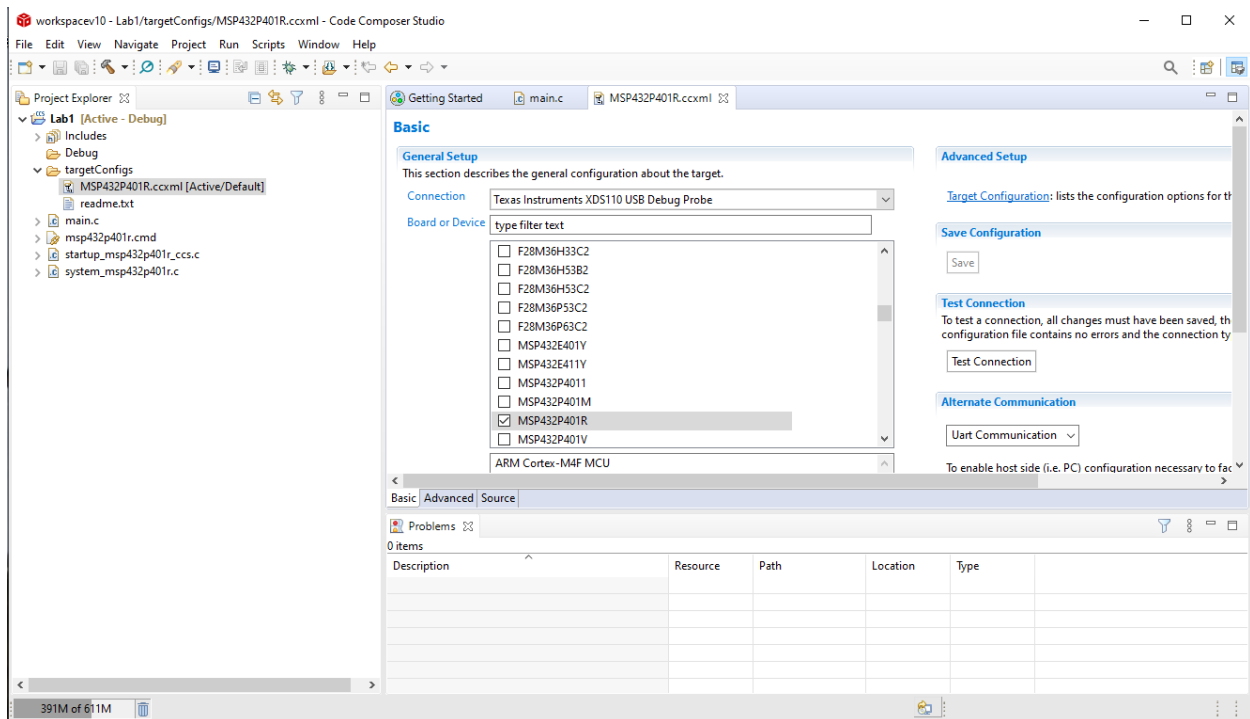 workspacev10 - Lab1/targetConfigs/MSP432P401R.ccxml - Code Composer Studio
File Edit View Navigate Project Run Scripts Window Help
Project Explorer
Lab1 [Active - Debug]
Includes
Debug
targetConfigs
MSP432P401R.ccxml [Active/Default]
readme.txt
main.c
msp432p401r.cmd
startup_msp432p401r_ccs.c
system_msp432p401r.c
Getting Started main.c MSP432P401R.ccxml
Basic
General Setup
This section describes the general configuration about the target.
Connection Texas Instruments XDS110 USB Debug Probe
Board or Device type filter text
F28M36H33C2
F28M36H53B2
F28M36H53C2
F28M36P53C2
F28M36P63C2
MSP432E401Y
MSP432E411Y
MSP432P4011
MSP432P401M
MSP432P401R
MSP432P401V
ARM Cortex-M4F MCU
Advanced Setup
Target Configuration: lists the configuration options for th
Save Configuration
Save
Test Connection
To test a connection, all changes must have been saved, th
configuration file contains no errors and the connection ty
Test Connection
Alternate Communication
Uart Communication
To enable host side (i.e. PC) configuration necessary to fac
Basic Advanced Source
Problems
0 items
Description Resource Path Location Type
391M of 611M